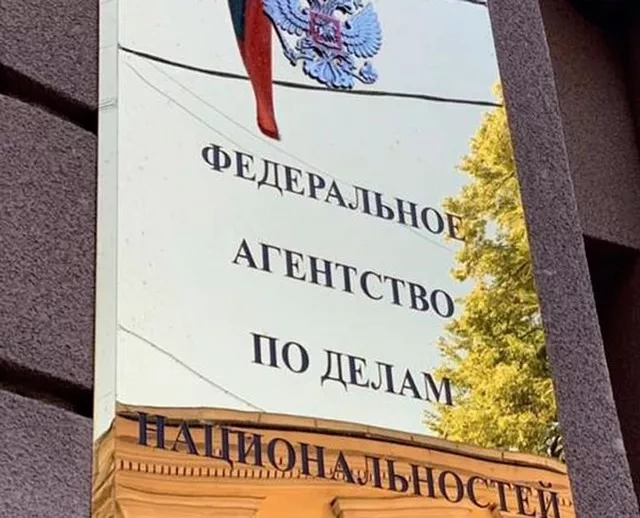 ФЕДЕРАЛЬНОЕ
АГЕНТСТВО
ПО ДЕЛАМ
НАЦИОНАЛЬНОСТЕЙ